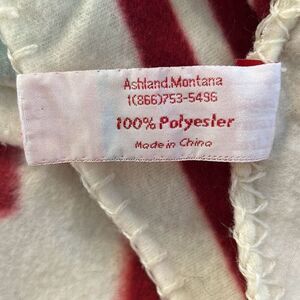 Ashland.Montana
1(866)753-5496
100% Polyester
Made in China